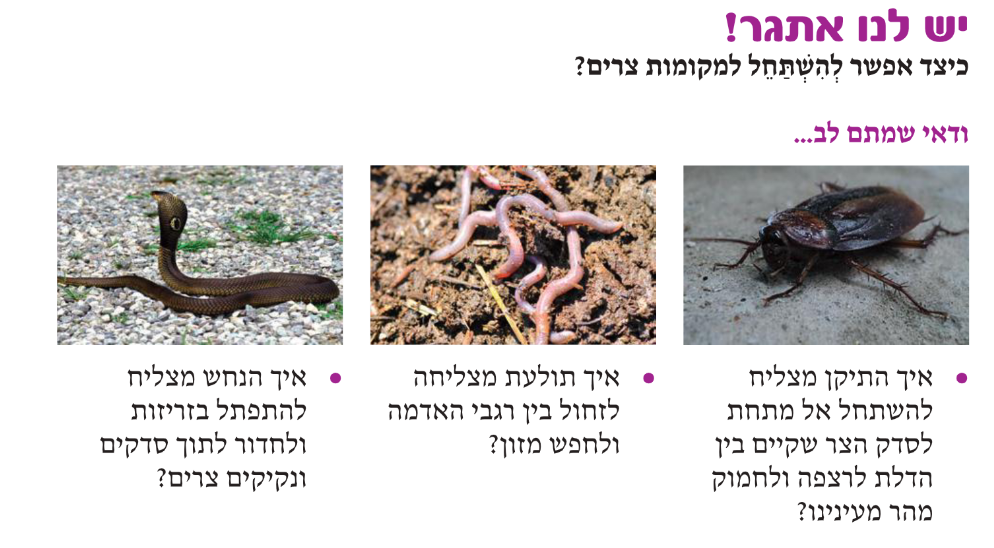 יש לנו אתגר!
כיצד אפשר לְהִשְׁתַּחֵל למקומות צרים?
ודאי שמתם לב...
• איך התיקן מצליח
להשתחל אל מתחת
לסדק הצר שקיים בין
הדלת לרצפה ולחמוק
מהר מעינינו?
• איך תולעת מצליחה
לזחול בין רגבי האדמה
ולחפש מזון?
• איך הנחש מצליח
להתפתל בזריזות
ולחדור לתוך סדקים
ונקיקים צרים?